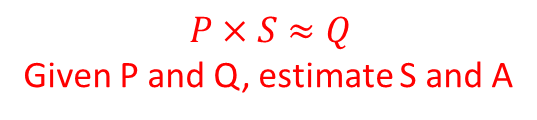 P × S ≈ Q
Given P and Q, estimate S and A